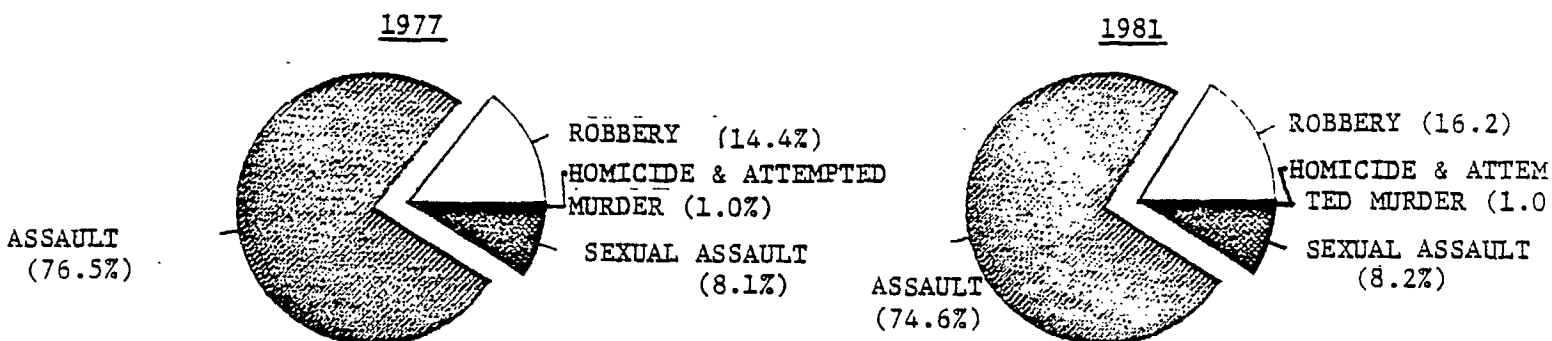 1977
ROBBERY (14.4%)
HOMICIDE & ATTEMPTED
MURDER (1.0%)
SEXUAL ASSAULT
(8.1%)
ASSAULT
(76.5%)
1981
ROBBERY (16.2)
HOMICIDE & ATTEM
TED MURDER (1.0
SEXUAL ASSAULT
(8.2%)
ASSAULT
(74.6%)